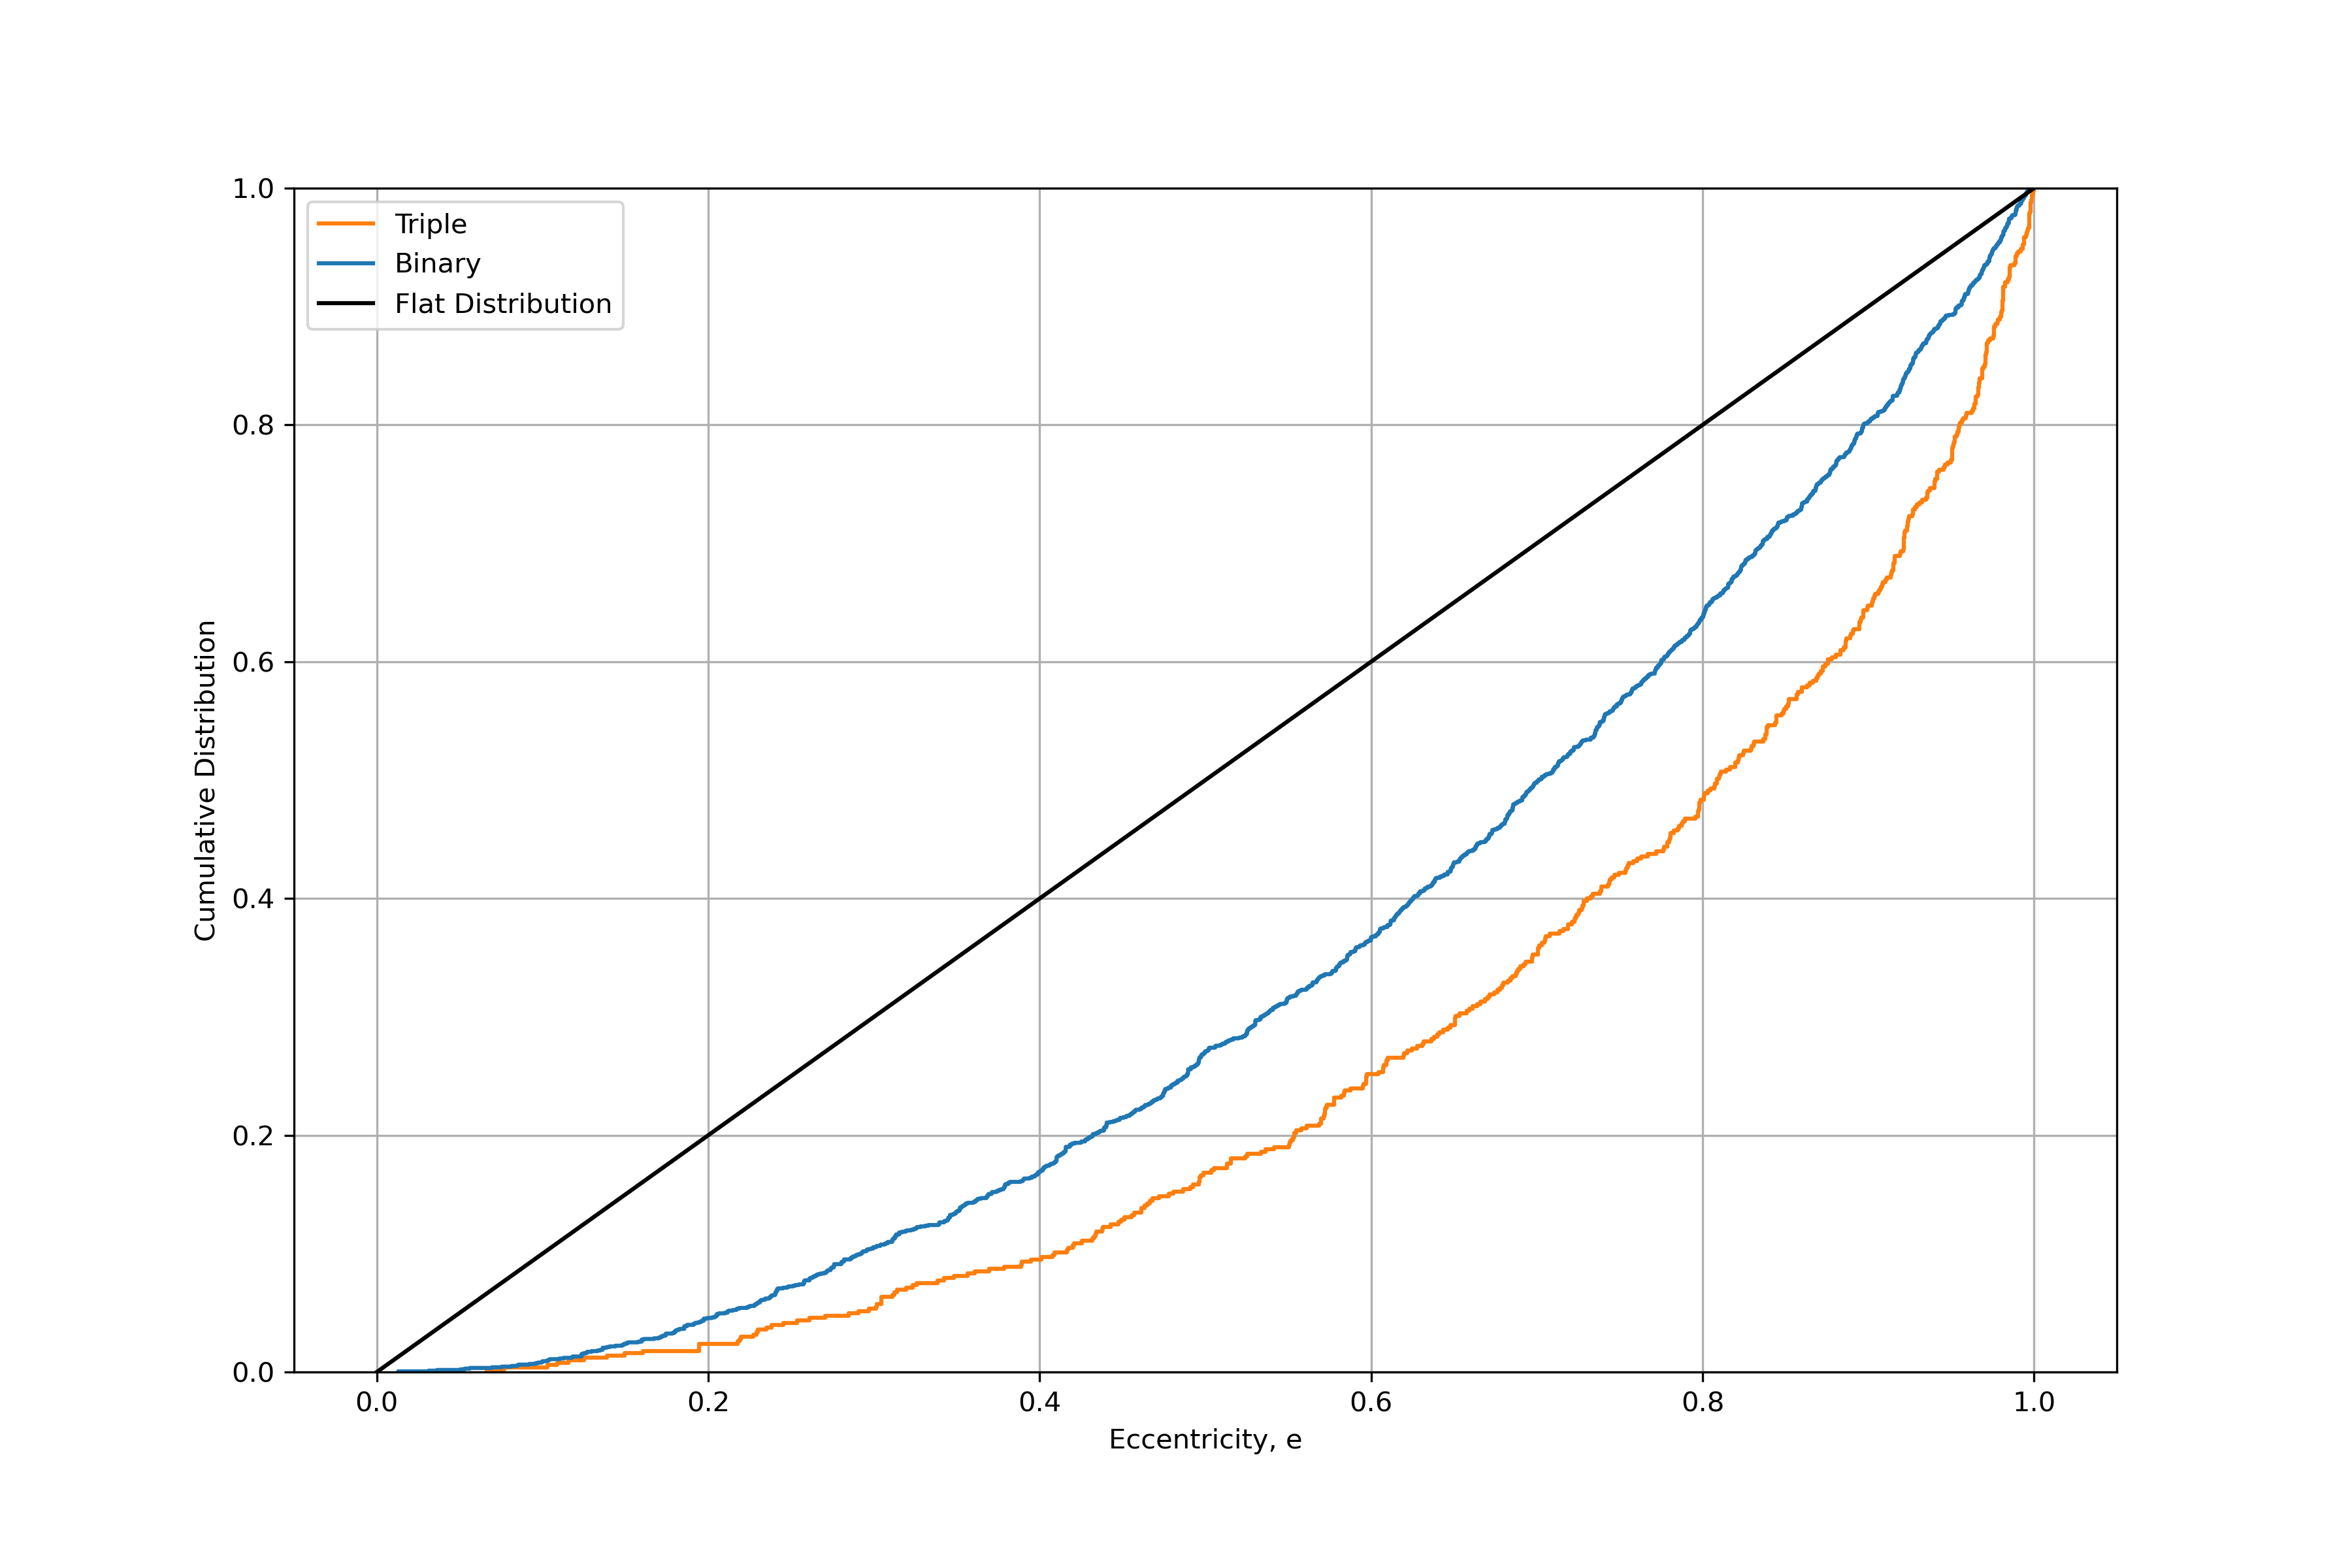 1.0
0.8
0.6
0.4
0.2
0.0
Cumulative Distribution
Triple
Binary
Flat Distribution
0.0 0.2 0.4 0.6 0.8 1.0
Eccentricity, e